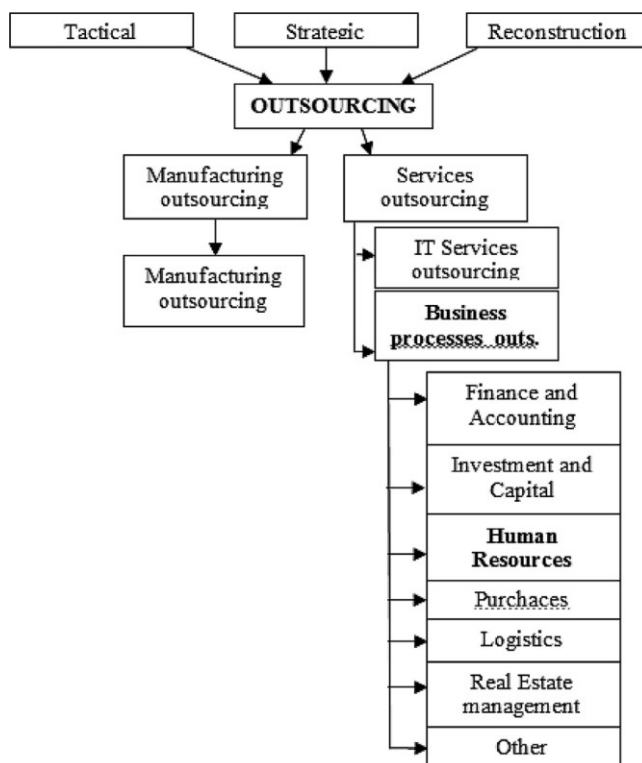 Tactical
Strategic
Reconstruction
OUTSOURCING
Manufacturing
outsourcing
Services
outsourcing
Manufacturing
outsourcing
IT Services
outsourcing
Business
processes outs.
Finance and
Accounting
Investment and
Capital
Human
Resources
Purchaces
Logistics
Real Estate
management
Other